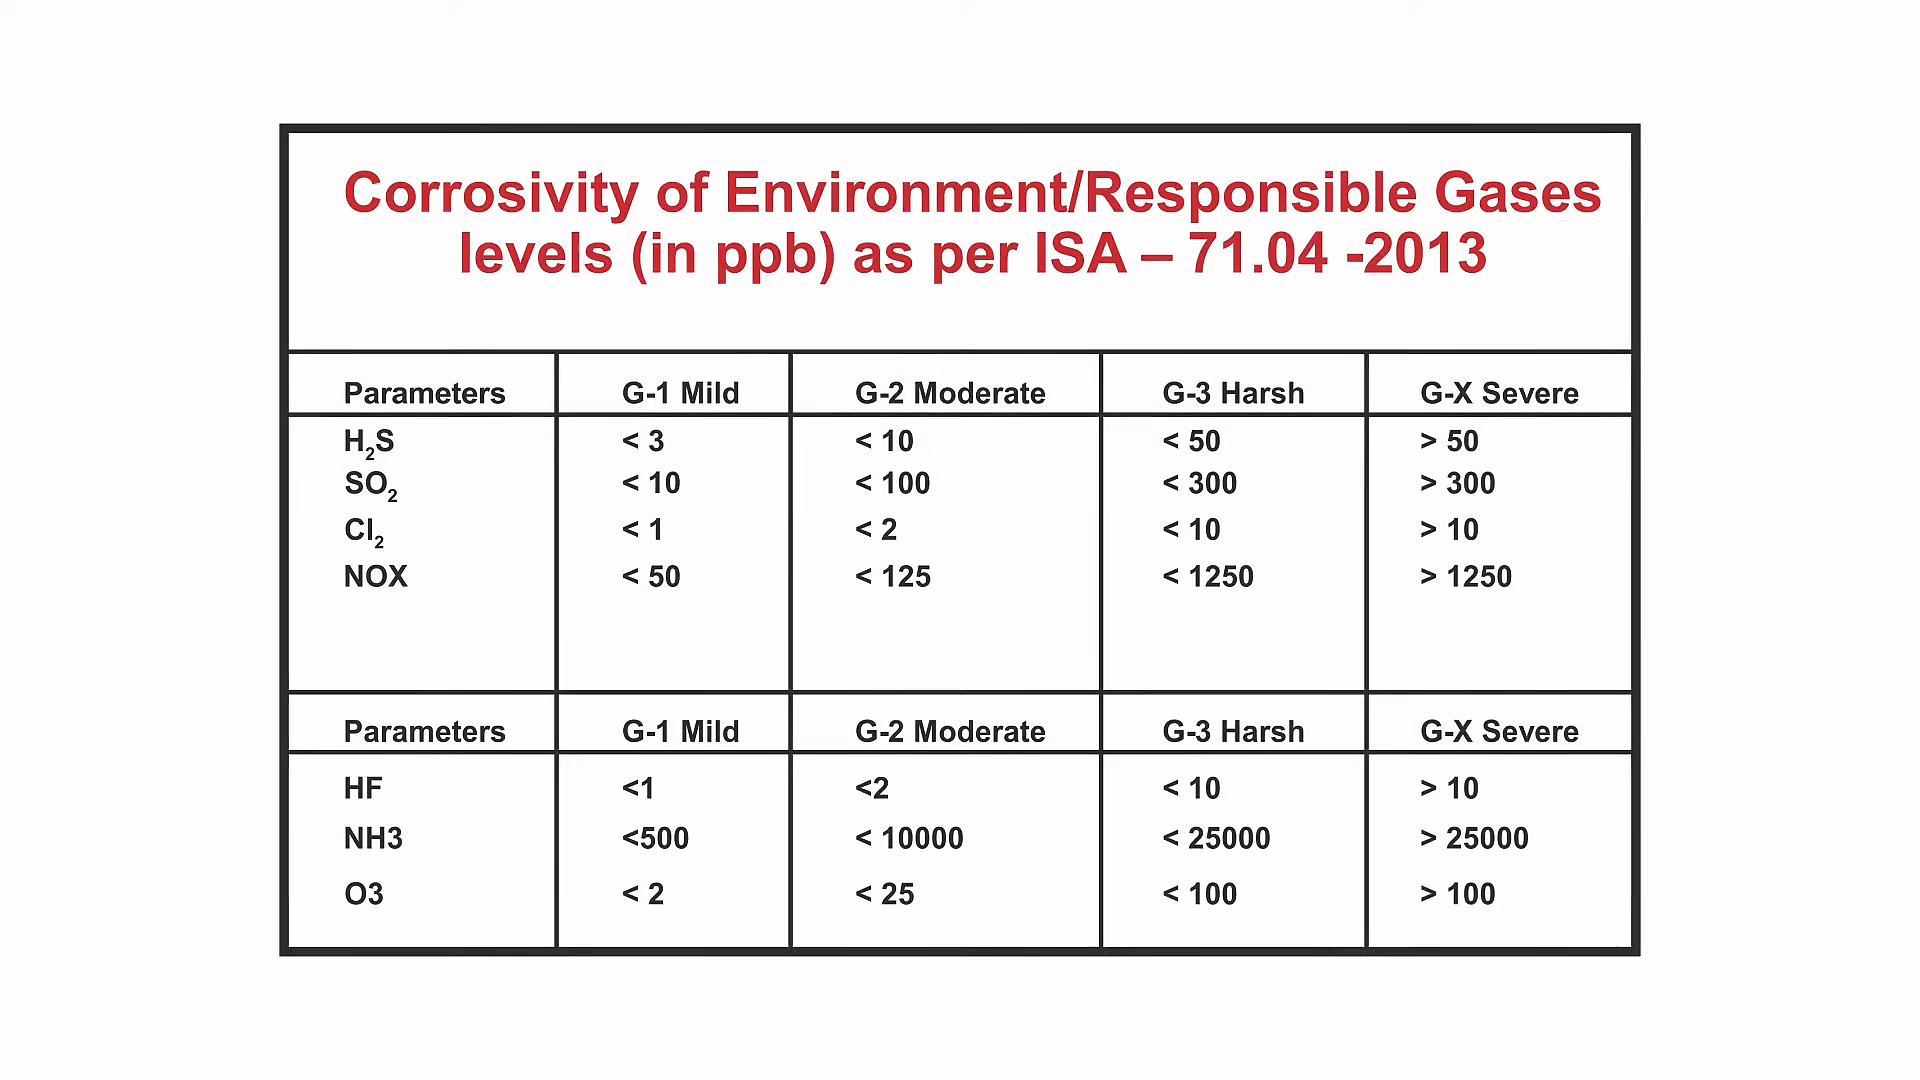 Corrosivity of Environment/Responsible Gases
levels (in ppb) as per ISA – 71.04 -2013
Parameters G-1 Mild G-2 Moderate G-3 Harsh G-X Severe
H₂S < 3 < 10 < 50 > 50
SO₂ < 10 < 100 < 300 > 300
Cl₂ < 1 < 2 < 10 > 10
NOX < 50 < 125 < 1250 > 1250
Parameters G-1 Mild G-2 Moderate G-3 Harsh G-X Severe
HF <1 <2 < 10 > 10
NH3 <500 < 10000 < 25000 > 25000
O3 < 2 < 25 < 100 > 100